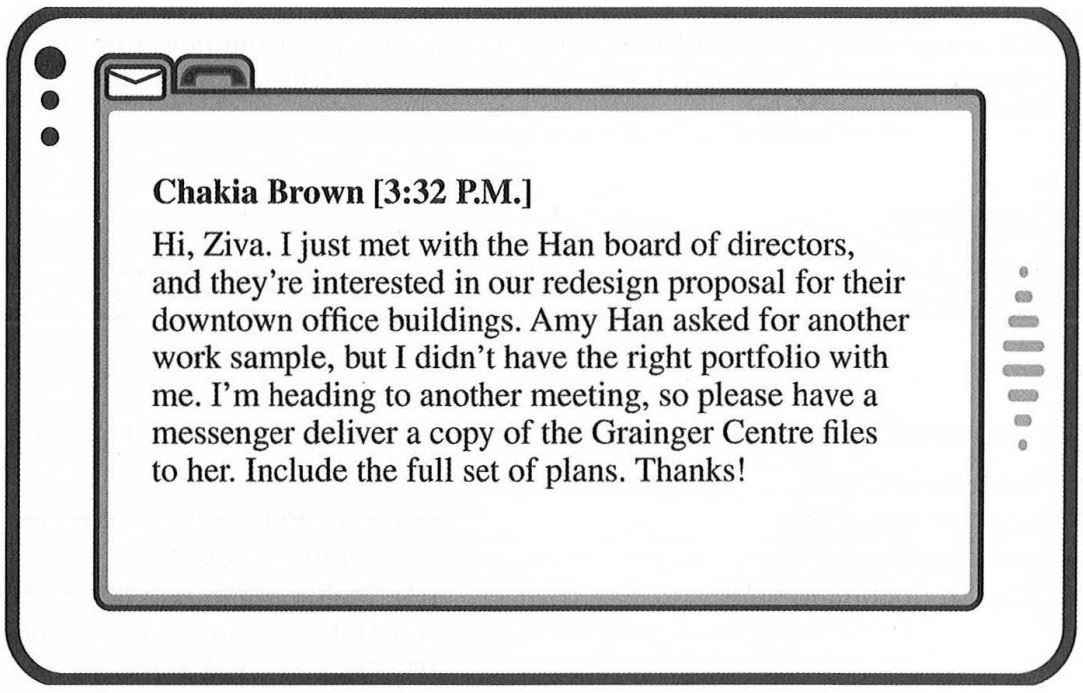 Chakia Brown [3:32 P.M.]
Hi, Ziva. I just met with the Han board of directors,
and they're interested in our redesign proposal for their
downtown office buildings. Amy Han asked for another
work sample, but I didn't have the right portfolio with
me. I'm heading to another meeting, so please have a
messenger deliver a copy of the Grainger Centre files
to her. Include the full set of plans. Thanks!